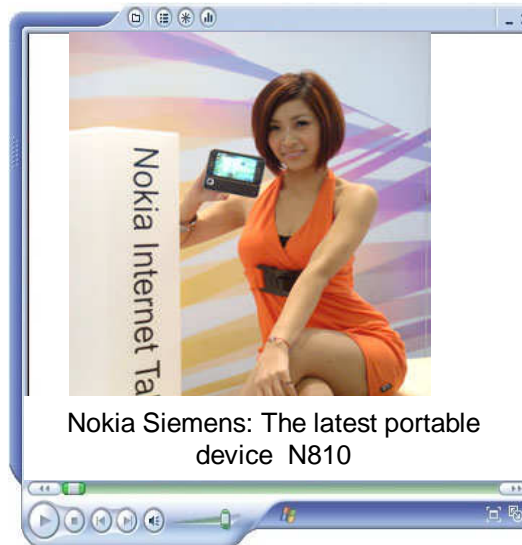 Nokia Internet Ta
Nokia Siemens: The latest portable
device N810